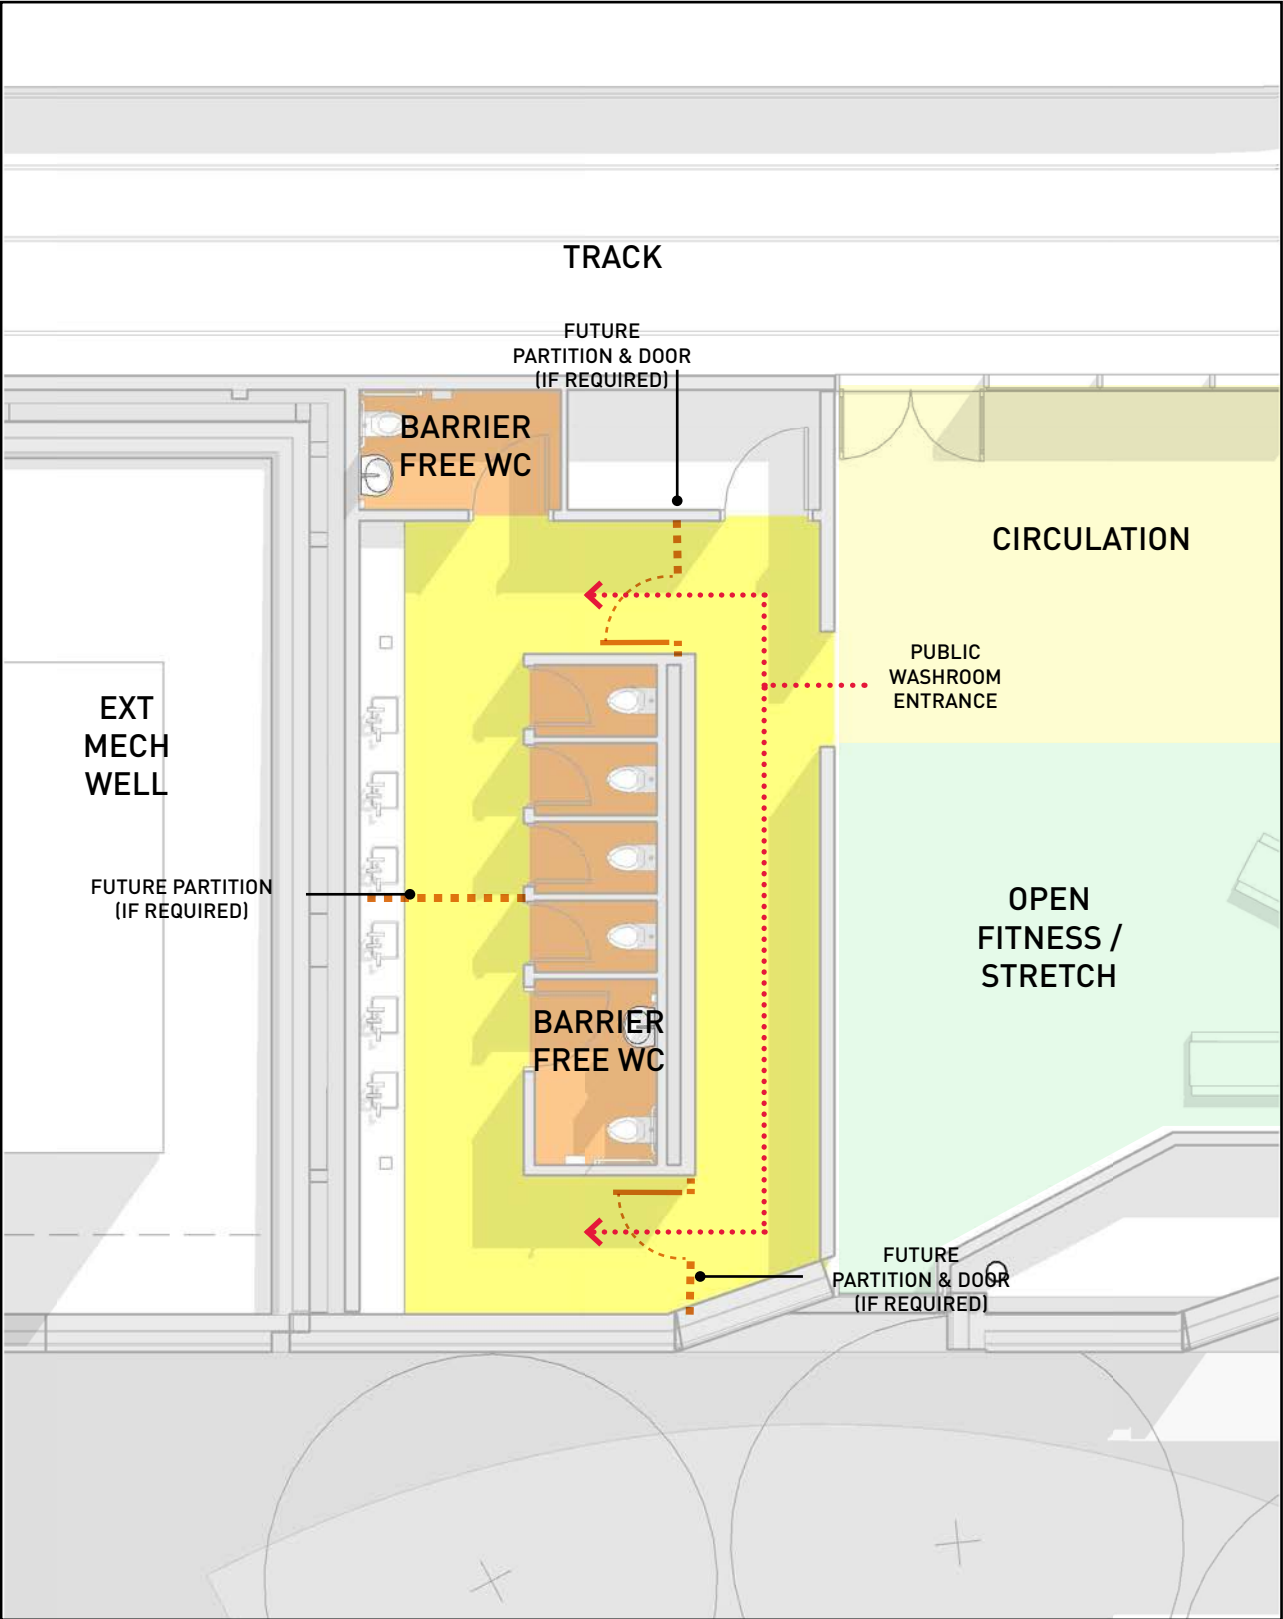 TRACK
FUTURE
PARTITION & DOOR
(IF REQUIRED)
BARRIER
FREE WC
CIRCULATION
PUBLIC
WASHROOM
ENTRANCE
EXT
MECH
WELL
FUTURE PARTITION
(IF REQUIRED)
OPEN
FITNESS /
STRETCH
BARRIER
FREE WC
FUTURE
PARTITION & DOOR
(IF REQUIRED)